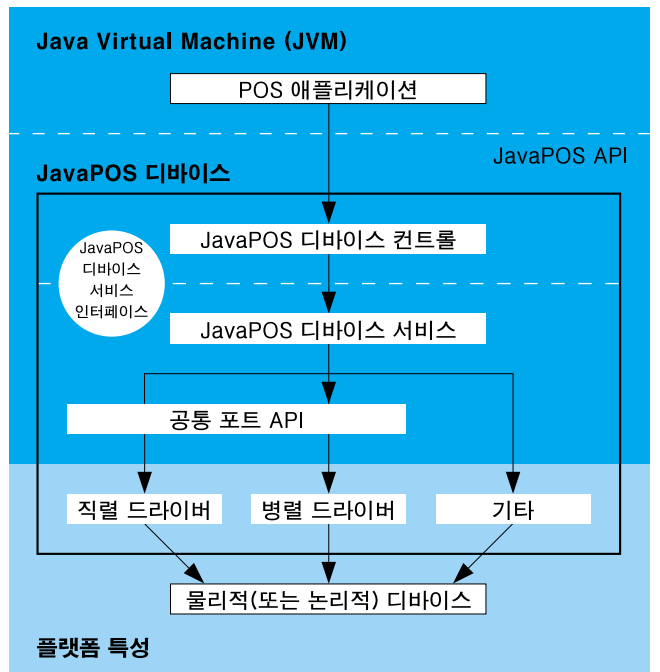 Java Virtual Machine (JVM)
POS 애플리케이션
JavaPOS API
JavaPOS 디바이스
JavaPOS 디바이스 컨트롤
JavaPOS
디바이스
서비스
인터페이스
JavaPOS 디바이스 서비스
공통 포트 API
직렬 드라이버
병렬 드라이버
기타
물리적(또는 논리적) 디바이스
플랫폼 특성